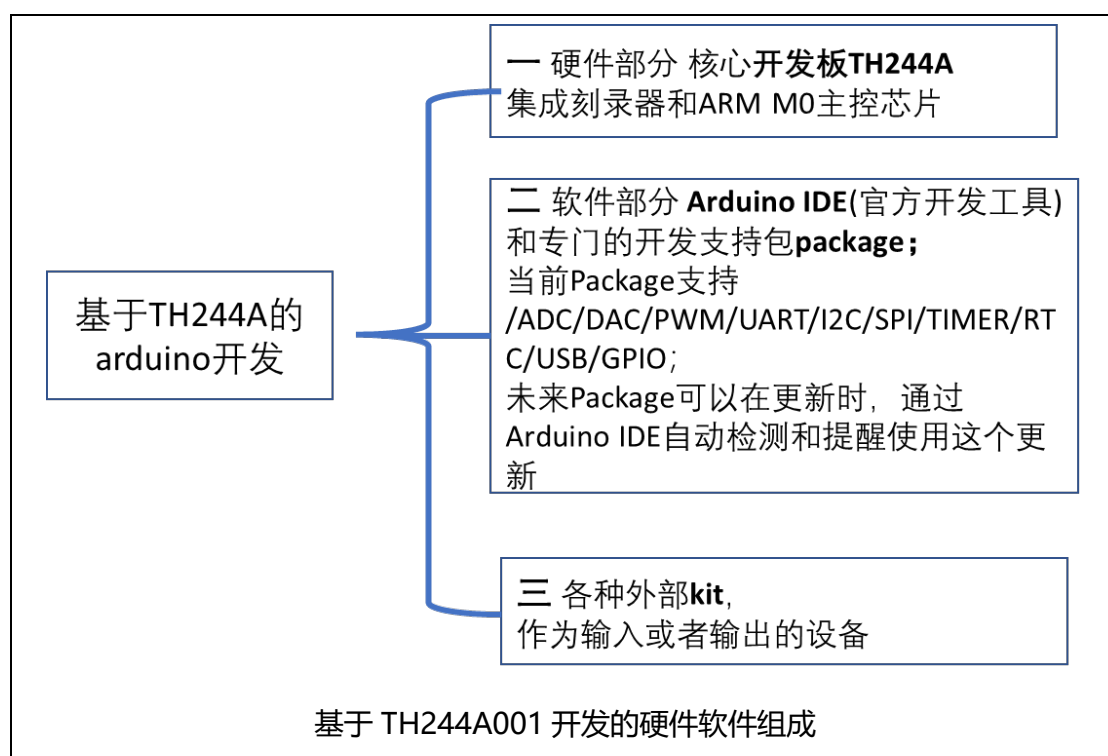 一 硬件部分 核心开发板TH244A
集成刻录器和ARM M0主控芯片
二 软件部分 Arduino IDE(官方开发工具)
和专门的开发支持包package；
当前Package支持
/ADC/DAC/PWM/UART/I2C/SPI/TIMER/RT
C/USB/GPIO；
未来Package可以在更新时，通过
Arduino IDE自动检测和提醒使用这个更
新
基于TH244A的
arduino开发
三 各种外部kit，
作为输入或者输出的设备
基于 TH244A001 开发的硬件软件组成